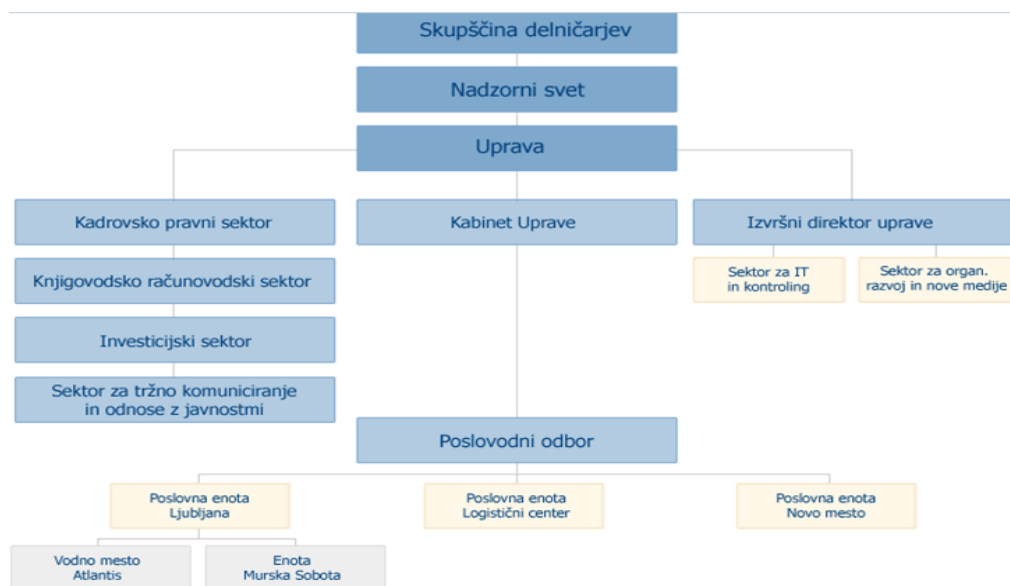 Skupščina delničarjev
Nadzorni svet
Uprava
Kadrovsko pravni sektor
Kabinet Uprave
Izvršni direktor uprave
Knjigovodsko računovodski sektor
Sektor za IT
in kontroling
Sektor za organ.
razvoj in nove medije
Investicijski sektor
Sektor za tržno komuniciranje
in odnose z javnostmi
Poslovodni odbor
Poslovna enota
Ljubljana
Poslovna enota
Logistični center
Poslovna enota
Novo mesto
Vodno mesto
Atlantis
Enota
Murska Sobota